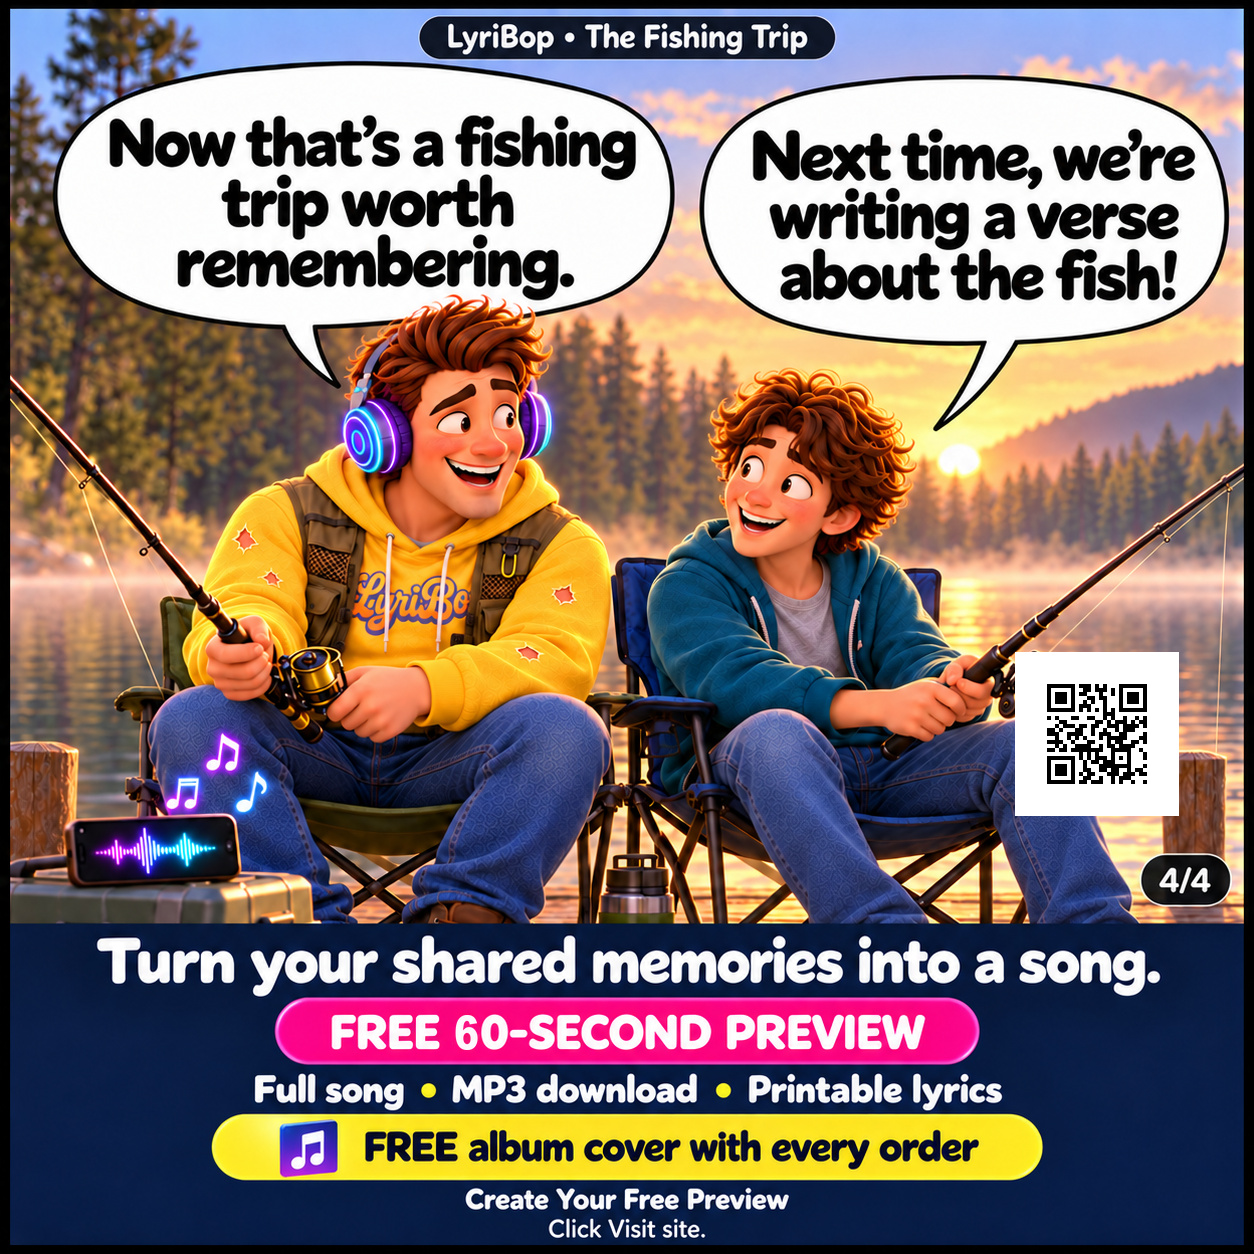 LyriBop • The Fishing Trip
Now that's a fishing
trip worth
remembering.
Next time, we're
writing a verse
about the fish!
LyriBo
4/4
Turn your shared memories into a song.
FREE 60-SECOND PREVIEW
Full song • MP3 download • Printable lyrics
FREE album cover with every order
Create Your Free Preview
Click Visit site.